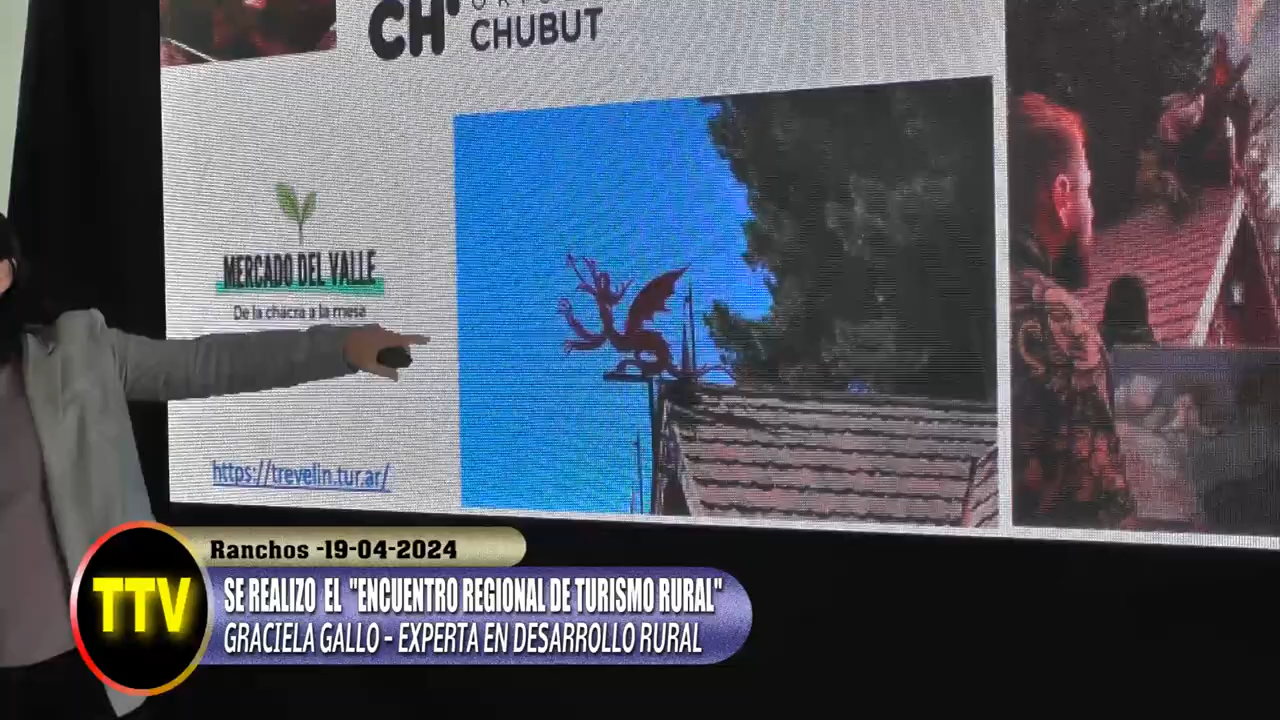 CH'
CHUBUT
MERCADO DEL VALLE
De la chacra a la mesa
https://trevelin.tur.ar/
Ranchos -19-04-2024
TTV
SE REALIZO EL "ENCUENTRO REGIONAL DE TURISMO RURAL"
GRACIELA GALLO - EXPERTA EN DESARROLLO RURAL